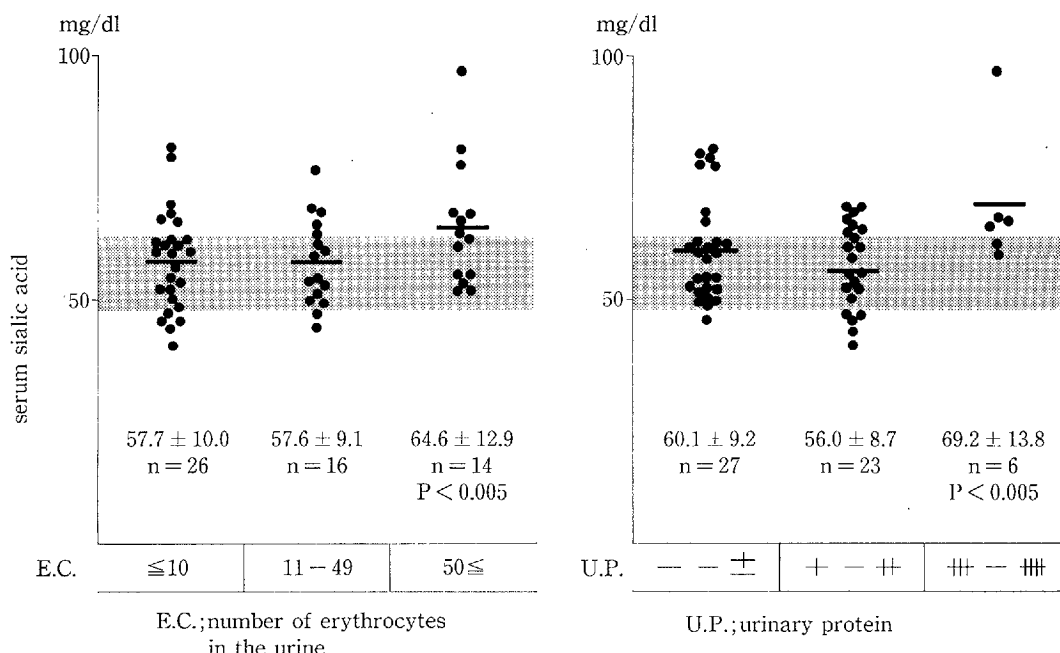 mg/dl
100
50
serum sialic acid
57.7 ± 10.0
n = 26
57.6 ± 9.1
n = 16
64.6 ± 12.9
n = 14
P < 0.005
E.C. ≦10 11 − 49 50≦
E.C.;number of erythrocytes
in the urine
mg/dl
100
50
60.1 ± 9.2
n = 27
56.0 ± 8.7
n = 23
69.2 ± 13.8
n = 6
P < 0.005
U.P. − − ± + − ++ +++ − ++++
U.P.;urinary protein